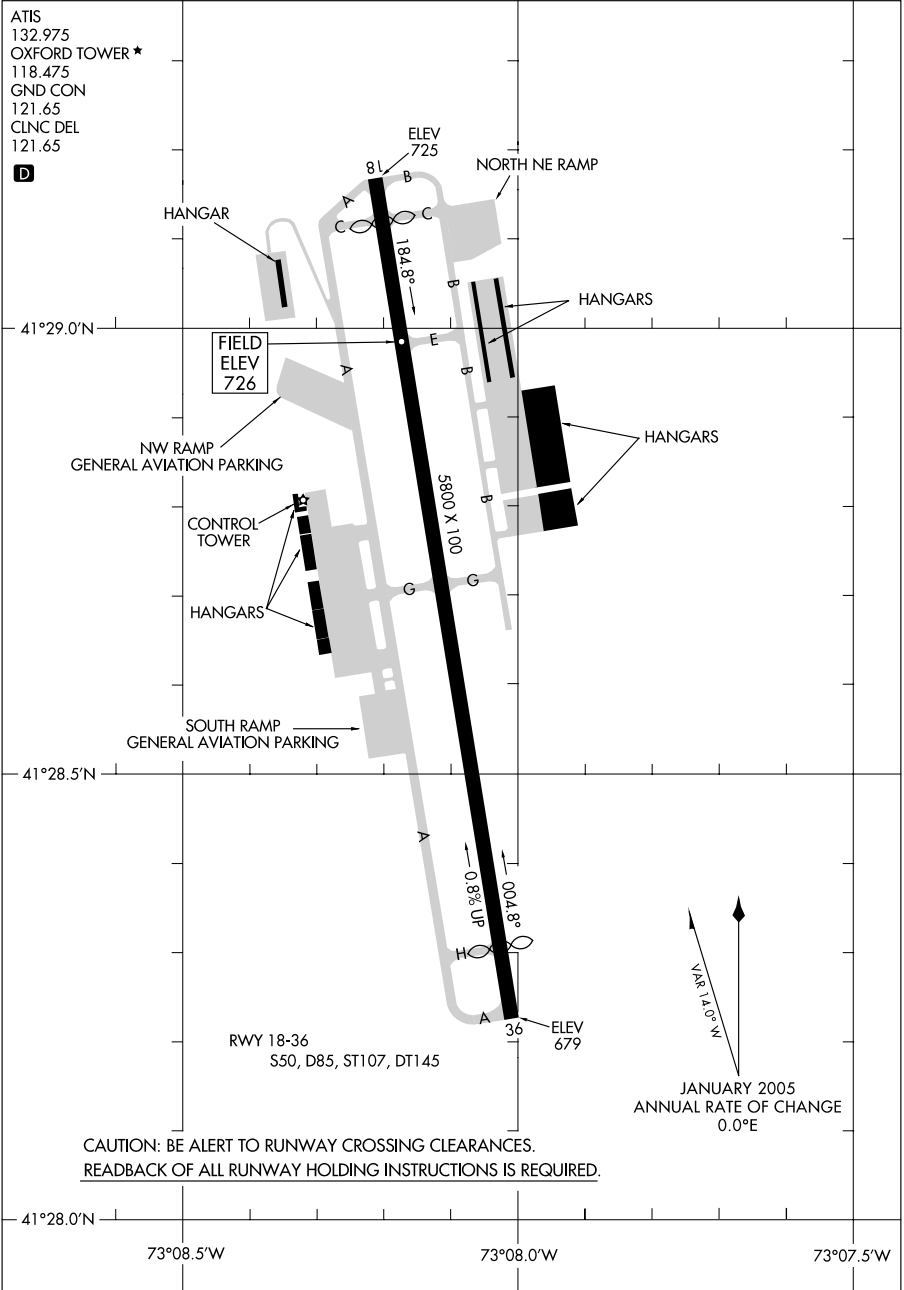 ATIS
132.975
OXFORD TOWER ★
118.475
GND CON
121.65
CLNC DEL
121.65
D
ELEV
725
18
B
NORTH NE RAMP
A
HANGAR
C
C
184.8°
B
HANGARS
41°29.0'N
E
FIELD
ELEV
726
A
B
HANGARS
NW RAMP
GENERAL AVIATION PARKING
5800 X 100
B
CONTROL
TOWER
G
G
HANGARS
SOUTH RAMP
GENERAL AVIATION PARKING
41°28.5'N
A
0.8% UP
004.8°
H
VAR 14.0° W
A
36
ELEV
679
RWY 18-36
S50, D85, ST107, DT145
JANUARY 2005
ANNUAL RATE OF CHANGE
0.0°E
CAUTION: BE ALERT TO RUNWAY CROSSING CLEARANCES.
READBACK OF ALL RUNWAY HOLDING INSTRUCTIONS IS REQUIRED.
41°28.0'N
73°08.5'W
73°08.0'W
73°07.5'W